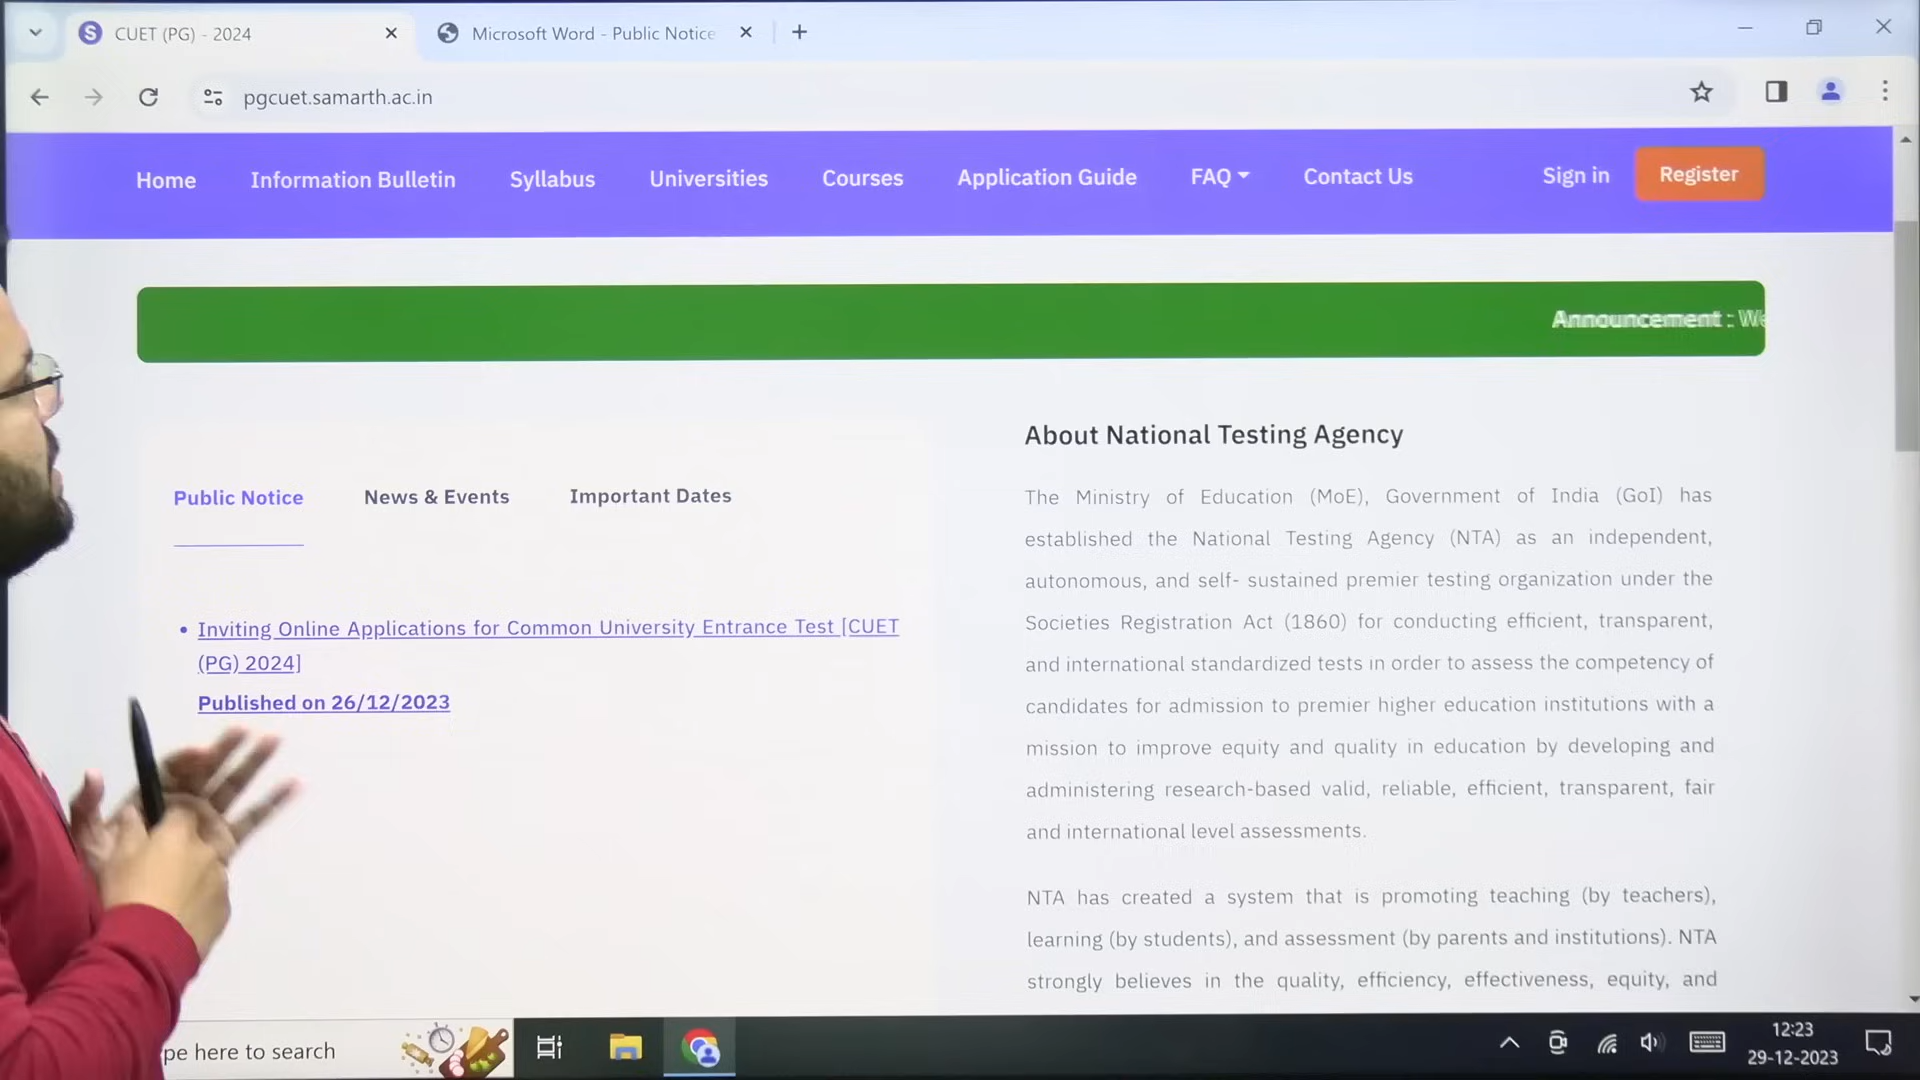 CUET (PG) - 2024
Microsoft Word - Public Notice
pgcuet.samarth.ac.in
Home Information Bulletin Syllabus Universities Courses Application Guide FAQ Contact Us Sign in Register
Announcement : We
Public Notice News & Events Important Dates
• Inviting Online Applications for Common University Entrance Test [CUET
(PG) 2024]
Published on 26/12/2023
About National Testing Agency
The Ministry of Education (MoE), Government of India (GoI) has
established the National Testing Agency (NTA) as an independent,
autonomous, and self- sustained premier testing organization under the
Societies Registration Act (1860) for conducting efficient, transparent,
and international standardized tests in order to assess the competency of
candidates for admission to premier higher education institutions with a
mission to improve equity and quality in education by developing and
administering research-based valid, reliable, efficient, transparent, fair
and international level assessments.
NTA has created a system that is promoting teaching (by teachers),
learning (by students), and assessment (by parents and institutions). NTA
strongly believes in the quality, efficiency, effectiveness, equity, and
pe here to search
12:23
29-12-2023